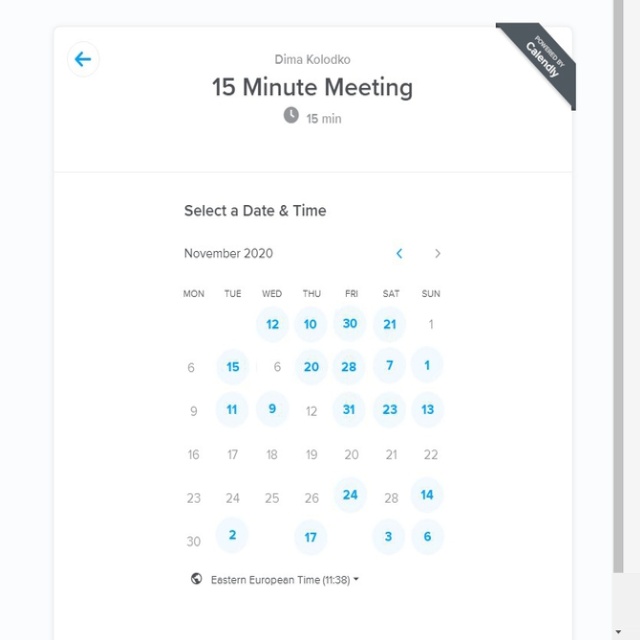 Dima Kolodko
POWERED BY
Calendly
15 Minute Meeting
15 min
Select a Date & Time
November 2020
MON TUE WED THU FRI SAT SUN
12 10 30 21 1
6 15 6 20 28 7 1
9 11 9 12 31 23 13
16 17 18 19 20 21 22
23 24 25 26 24 28 14
30 2 17 3 6
Eastern European Time (11:38)